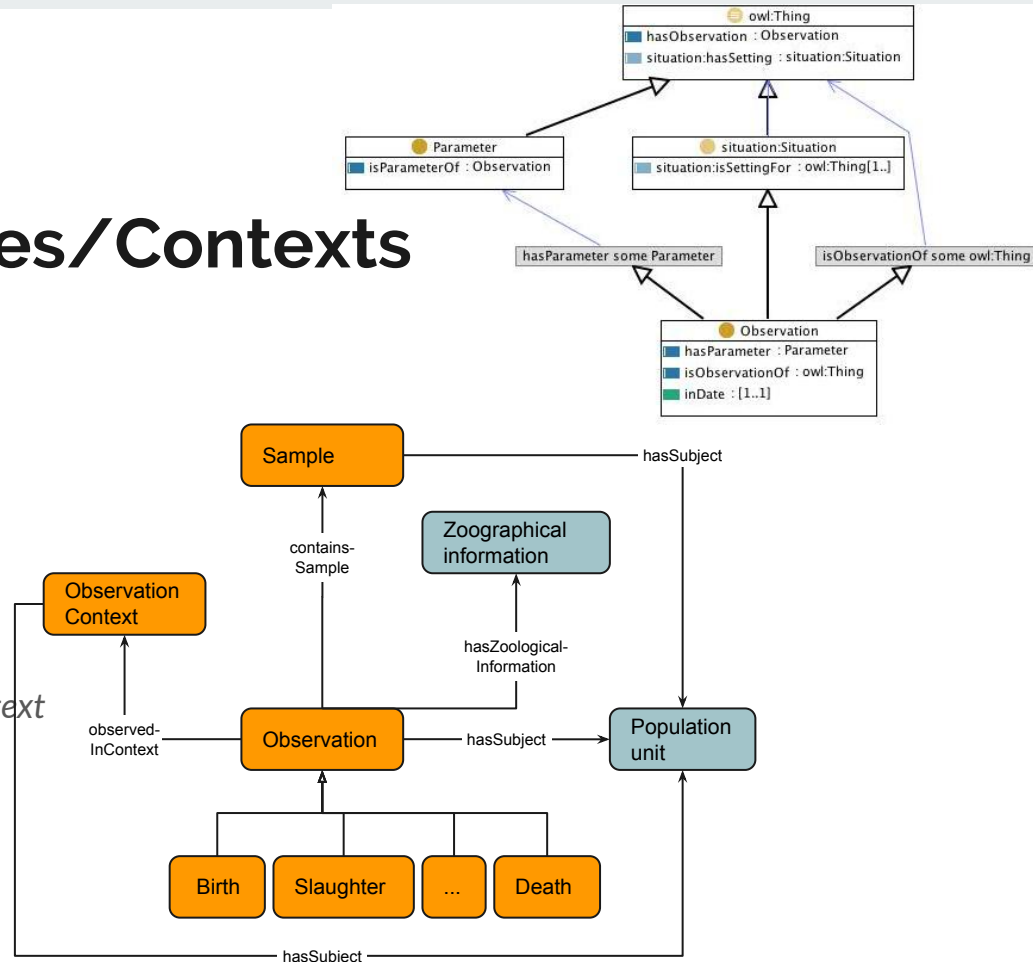 owl:Thing
hasObservation : Observation
situation:hasSetting : situation:Situation
Parameter
isParameterOf : Observation
situation:Situation
situation:isSettingFor : owl:Thing[1..]
es/Contexts
hasParameter some Parameter
isObservationOf some owl:Thing
Observation
hasParameter : Parameter
isObservationOf : owl:Thing
inDate : [1..1]
Sample
hasSubject
contains-
Sample
Zoographical
information
Observation
Context
hasZoological-
Information
text
observed-
InContext
Observation
hasSubject
Population
unit
Birth
Slaughter
...
Death
hasSubject